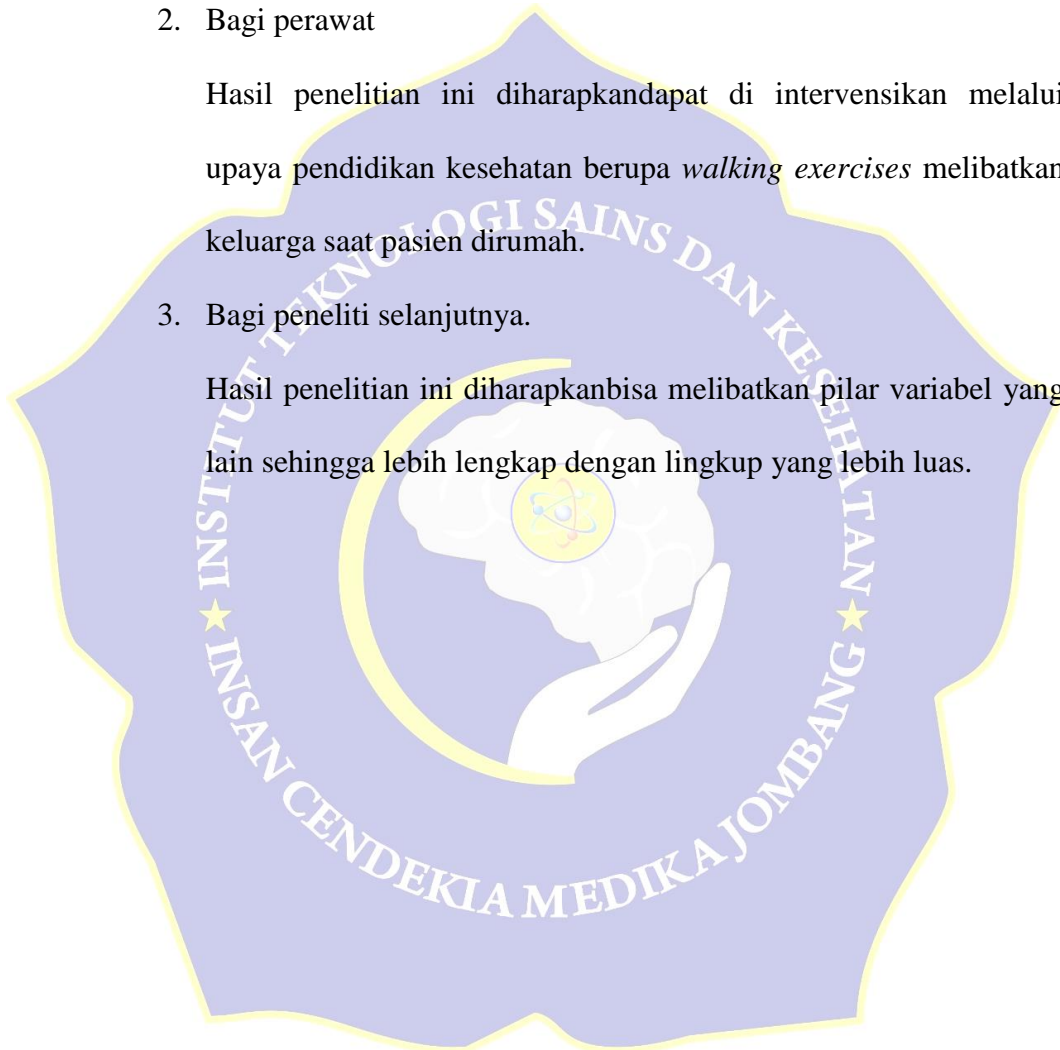 2. Bagi perawat
Hasil penelitian ini diharapkandapat di intervensikan melalui
upaya pendidikan kesehatan berupa walking exercises melibatkan
keluarga saat pasien dirumah.
3. Bagi peneliti selanjutnya.
Hasil penelitian ini diharapkanbisa melibatkan pilar variabel yang
lain sehingga lebih lengkap dengan lingkup yang lebih luas.
INSTITUT TEKNOLOGI SAINS DAN KESEHATAN
INSAN CENDEKIA MEDIKA JOMBANG